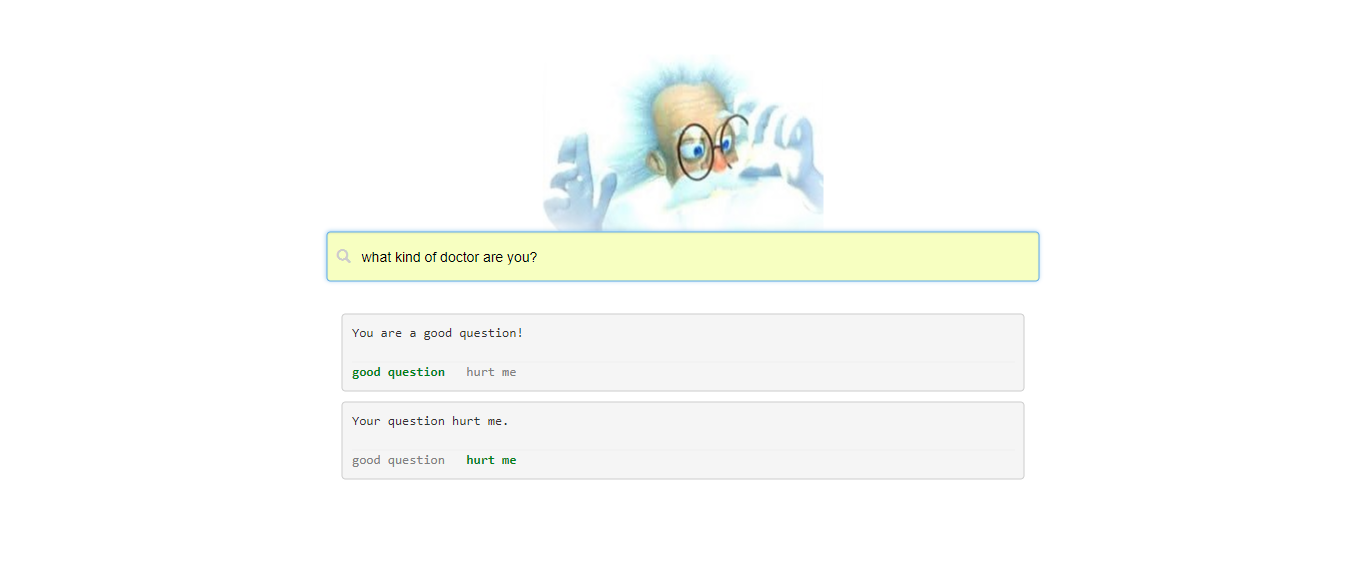 what kind of doctor are you?
You are a good question!
good question hurt me
Your question hurt me.
good question hurt me